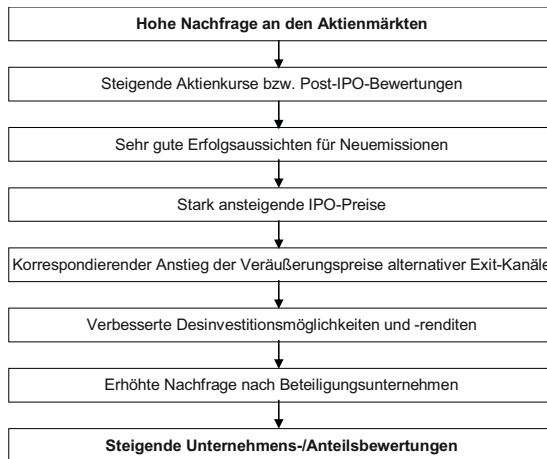 Hohe Nachfrage an den Aktienmärkten
Steigende Aktienkurse bzw. Post-IPO-Bewertungen
Sehr gute Erfolgsaussichten für Neuemissionen
Stark ansteigende IPO-Preise
Korrespondierender Anstieg der Veräußerungspreise alternativer Exit-Kanäle
Verbesserte Desinvestitionsmöglichkeiten und -renditen
Erhöhte Nachfrage nach Beteiligungsunternehmen
Steigende Unternehmens-/Anteilsbewertungen